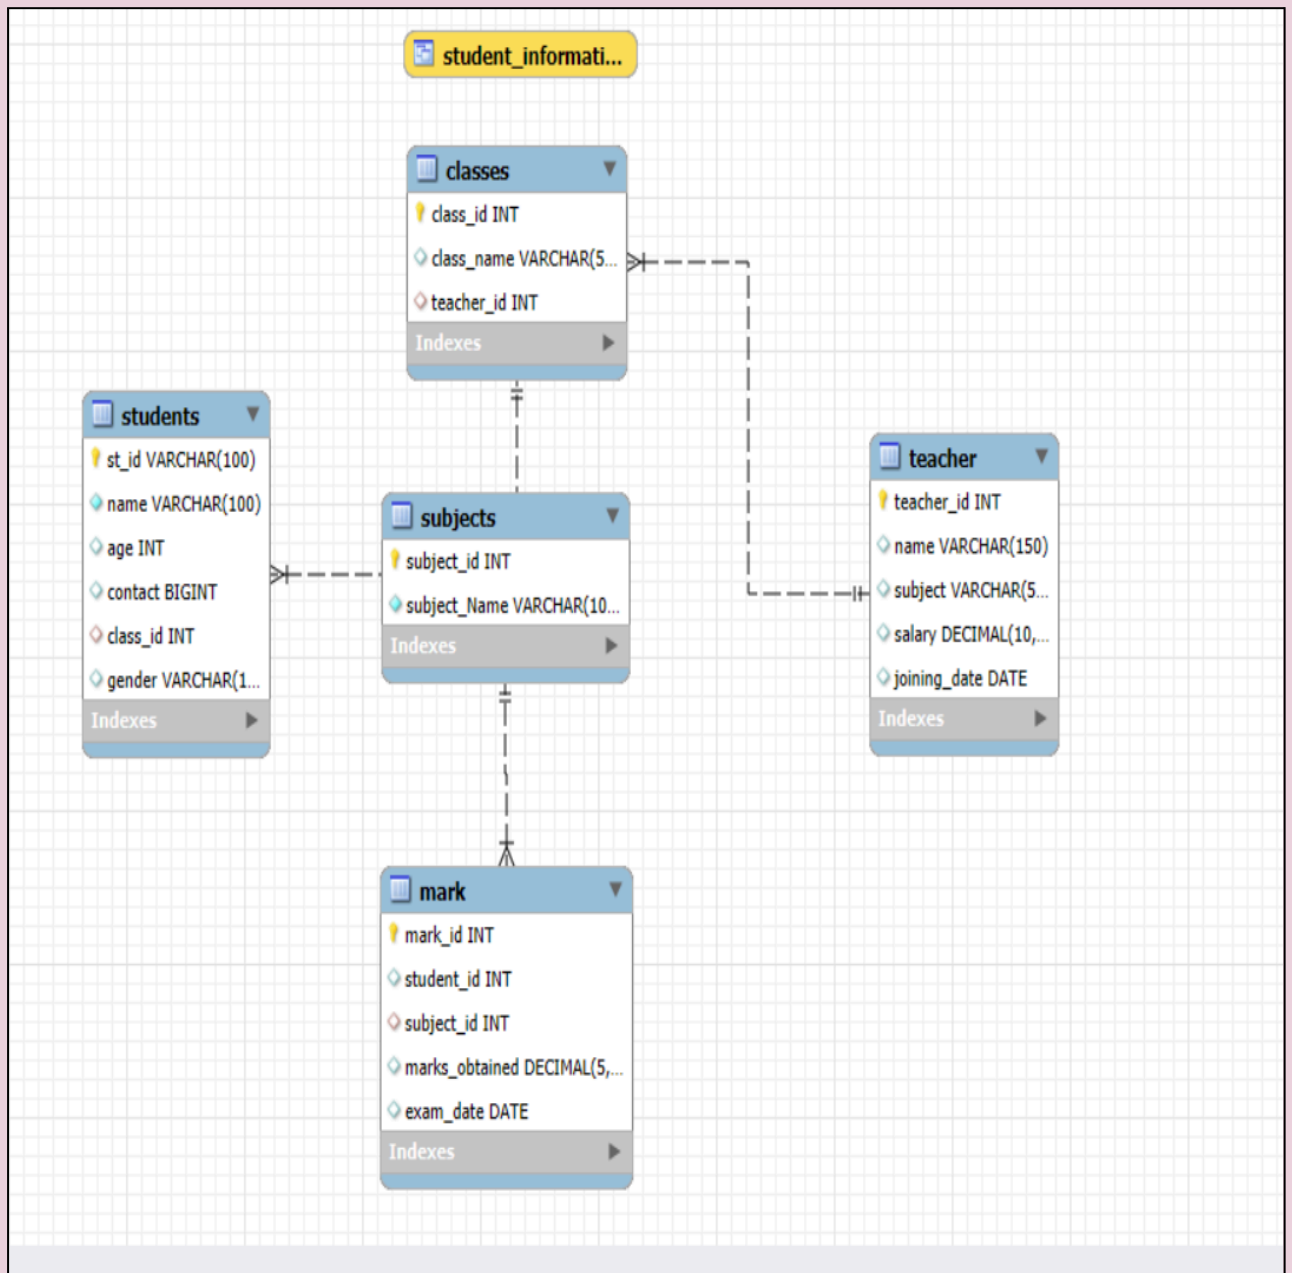 student_informati...
classes
class_id INT
class_name VARCHAR(5...
teacher_id INT
Indexes
students
st_id VARCHAR(100)
name VARCHAR(100)
age INT
contact BIGINT
class_id INT
gender VARCHAR(1...
Indexes
subjects
subject_id INT
subject_Name VARCHAR(10...
Indexes
teacher
teacher_id INT
name VARCHAR(150)
subject VARCHAR(5...
salary DECIMAL(10,...
joining_date DATE
Indexes
mark
mark_id INT
student_id INT
subject_id INT
marks_obtained DECIMAL(5,...
exam_date DATE
Indexes